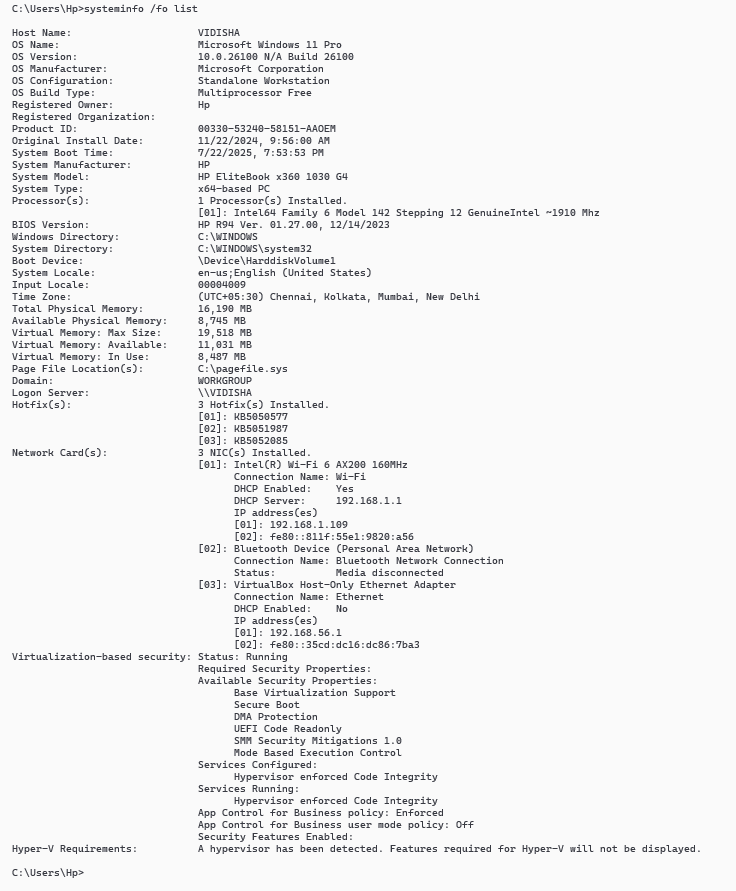 C:\Users\Hp>systeminfo /fo list
Host Name: VIDISHA
OS Name: Microsoft Windows 11 Pro
OS Version: 10.0.26100 N/A Build 26100
OS Manufacturer: Microsoft Corporation
OS Configuration: Standalone Workstation
OS Build Type: Multiprocessor Free
Registered Owner: Hp
Registered Organization:
Product ID: 00330-53240-58151-AAOEM
Original Install Date: 11/22/2024, 9:56:00 AM
System Boot Time: 7/22/2025, 7:53:53 PM
System Manufacturer: HP
System Model: HP EliteBook x360 1030 G4
System Type: x64-based PC
Processor(s): 1 Processor(s) Installed.
[01]: Intel64 Family 6 Model 142 Stepping 12 GenuineIntel ~1910 Mhz
BIOS Version: HP R94 Ver. 01.27.00, 12/14/2023
Windows Directory: C:\WINDOWS
System Directory: C:\WINDOWS\system32
Boot Device: \Device\HarddiskVolume1
System Locale: en-us;English (United States)
Input Locale: 00004009
Time Zone: (UTC+05:30) Chennai, Kolkata, Mumbai, New Delhi
Total Physical Memory: 16,190 MB
Available Physical Memory: 8,745 MB
Virtual Memory: Max Size: 19,518 MB
Virtual Memory: Available: 11,031 MB
Virtual Memory: In Use: 8,487 MB
Page File Location(s): C:\pagefile.sys
Domain: WORKGROUP
Logon Server: \\VIDISHA
Hotfix(s): 3 Hotfix(s) Installed.
[01]: KB5050577
[02]: KB5051987
[03]: KB5052085
Network Card(s): 3 NIC(s) Installed.
[01]: Intel(R) Wi-Fi 6 AX200 160MHz
Connection Name: Wi-Fi
DHCP Enabled: Yes
DHCP Server: 192.168.1.1
IP address(es)
[01]: 192.168.1.109
[02]: fe80::811f:55e1:9820:a56
[02]: Bluetooth Device (Personal Area Network)
Connection Name: Bluetooth Network Connection
Status: Media disconnected
[03]: VirtualBox Host-Only Ethernet Adapter
Connection Name: Ethernet
DHCP Enabled: No
IP address(es)
[01]: 192.168.56.1
[02]: fe80::35cd:dc16:dc86:7ba3
Virtualization-based security: Status: Running
Required Security Properties:
Available Security Properties:
Base Virtualization Support
Secure Boot
DMA Protection
UEFI Code Readonly
SMM Security Mitigations 1.0
Mode Based Execution Control
Services Configured:
Hypervisor enforced Code Integrity
Services Running:
Hypervisor enforced Code Integrity
App Control for Business policy: Enforced
App Control for Business user mode policy: Off
Security Features Enabled:
Hyper-V Requirements: A hypervisor has been detected. Features required for Hyper-V will not be displayed.
C:\Users\Hp>